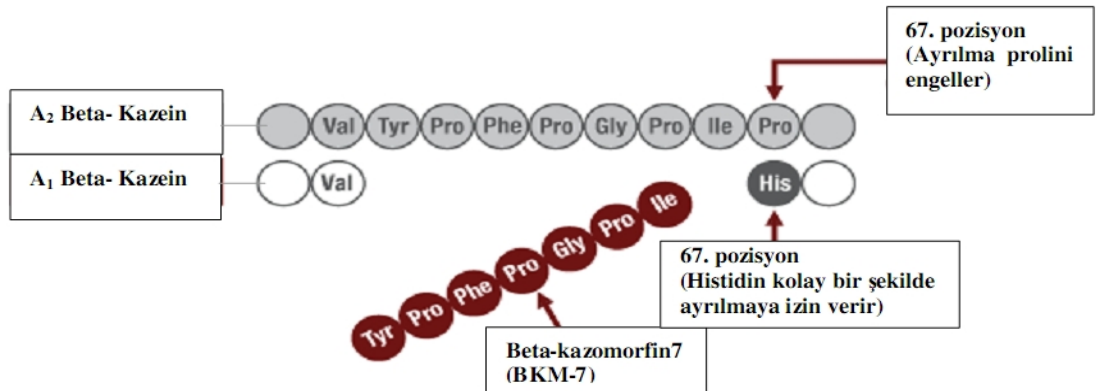 67. pozisyon
(Ayrılma prolini
engeller)
A₂ Beta- Kazein
Val Tyr Pro Phe Pro Gly Pro Ile Pro
A₁ Beta- Kazein
Val
His
Tyr Pro Phe Pro Gly Pro Ile
67. pozisyon
(Histidin kolay bir şekilde
ayrılmaya izin verir)
Beta-kazomorfin7
(BKM-7)